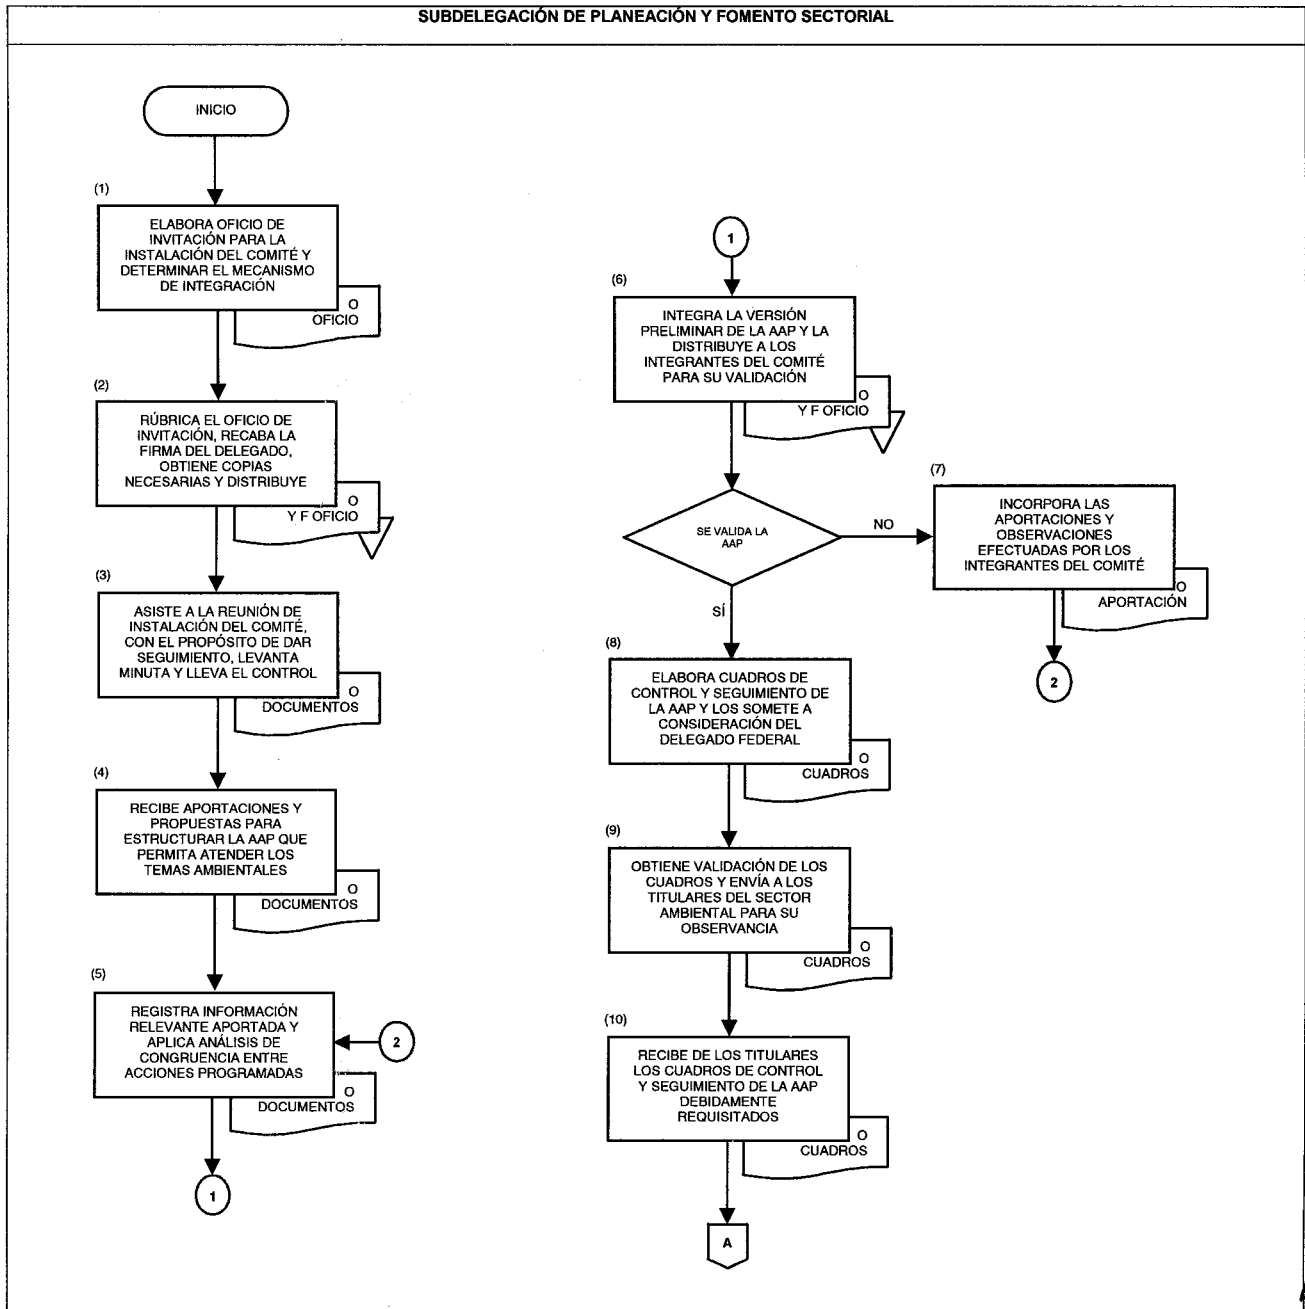 SUBDELEGACIÓN DE PLANEACIÓN Y FOMENTO SECTORIAL
INICIO
(1)
ELABORA OFICIO DE
INVITACIÓN PARA LA
INSTALACIÓN DEL COMITÉ Y
DETERMINAR EL MECANISMO
DE INTEGRACIÓN
O
OFICIO
(2)
RÚBRICA EL OFICIO DE
INVITACIÓN, RECABA LA
FIRMA DEL DELEGADO,
OBTIENE COPIAS
NECESARIAS Y DISTRIBUYE
O
Y F OFICIO
(3)
ASISTE A LA REUNIÓN DE
INSTALACIÓN DEL COMITÉ,
CON EL PROPÓSITO DE DAR
SEGUIMIENTO, LEVANTA
MINUTA Y LLEVA EL CONTROL
O
DOCUMENTOS
(4)
RECIBE APORTACIONES Y
PROPUESTAS PARA
ESTRUCTURAR LA AAP QUE
PERMITA ATENDER LOS
TEMAS AMBIENTALES
O
DOCUMENTOS
(5)
REGISTRA INFORMACIÓN
RELEVANTE APORTADA Y
APLICA ANÁLISIS DE
CONGRUENCIA ENTRE
ACCIONES PROGRAMADAS
2
O
DOCUMENTOS
1
1
(6)
INTEGRA LA VERSIÓN
PRELIMINAR DE LA AAP Y LA
DISTRIBUYE A LOS
INTEGRANTES DEL COMITÉ
PARA SU VALIDACIÓN
O
Y F OFICIO
SE VALIDA LA
AAP
NO
SÍ
(7)
INCORPORA LAS
APORTACIONES Y
OBSERVACIONES
EFECTUADAS POR LOS
INTEGRANTES DEL COMITÉ
O
APORTACIÓN
2
(8)
ELABORA CUADROS DE
CONTROL Y SEGUIMIENTO DE
LA AAP Y LOS SOMETE A
CONSIDERACIÓN DEL
DELEGADO FEDERAL
O
CUADROS
(9)
OBTIENE VALIDACIÓN DE LOS
CUADROS Y ENVÍA A LOS
TITULARES DEL SECTOR
AMBIENTAL PARA SU
OBSERVANCIA
O
CUADROS
(10)
RECIBE DE LOS TITULARES
LOS CUADROS DE CONTROL
Y SEGUIMIENTO DE LA AAP
DEBIDAMENTE
REQUISITADOS
O
CUADROS
A